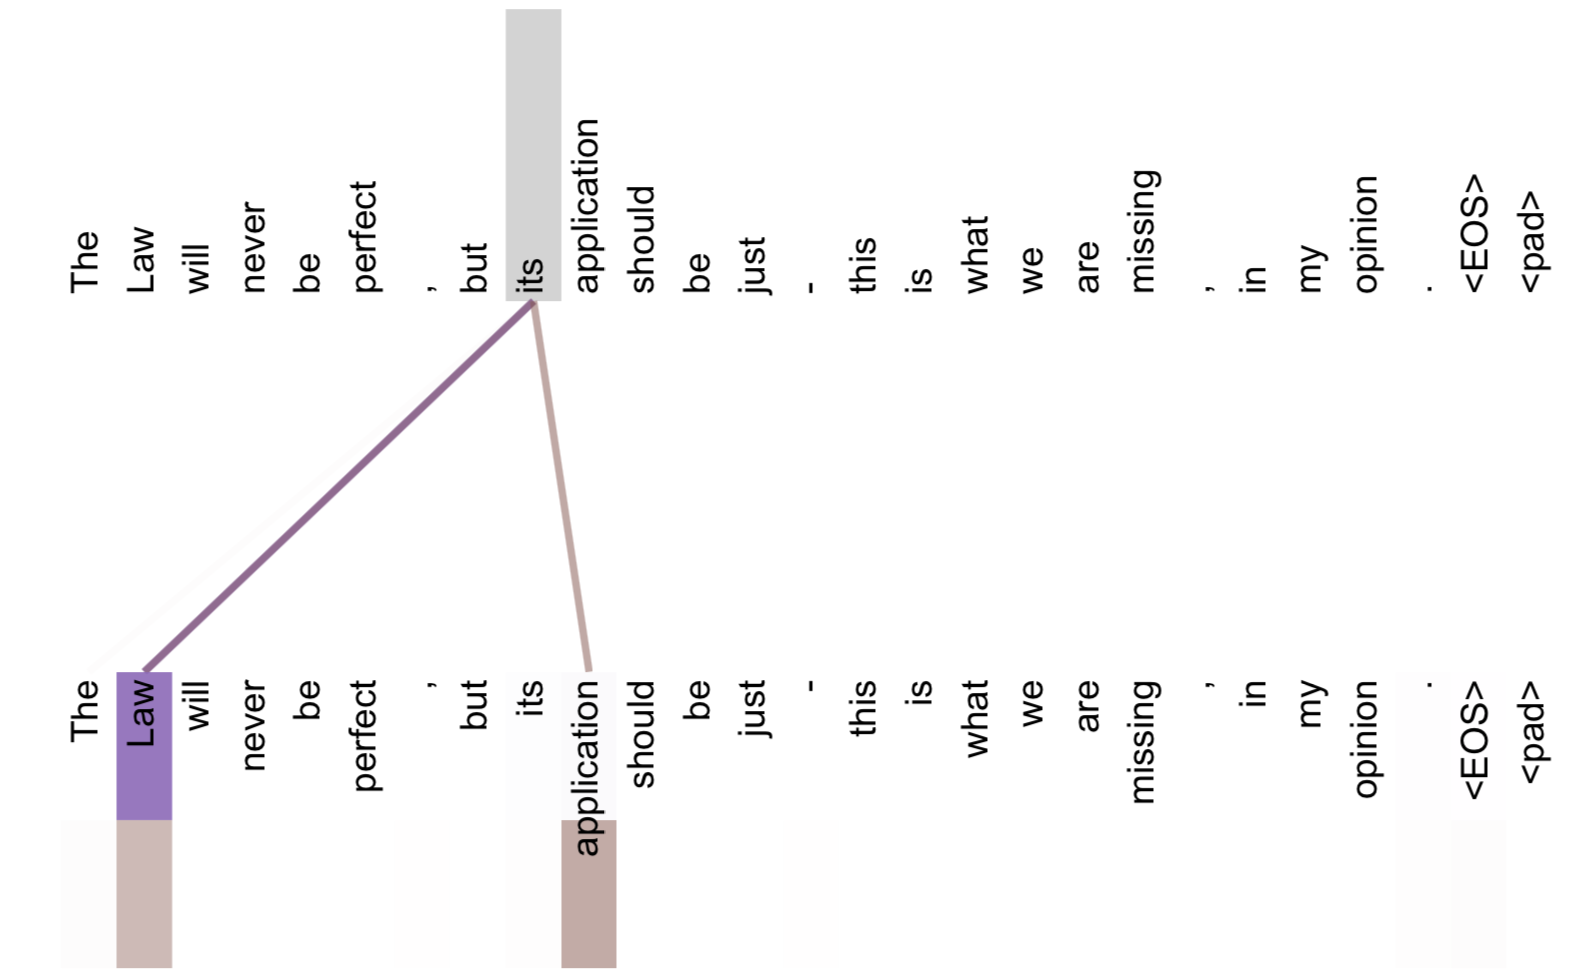 The Law will never be perfect , but its application should be just - this is what we are missing , in my opinion . <EOS> <pad>
The Law will never be perfect , but its application should be just - this is what we are missing , in my opinion . <EOS> <pad>